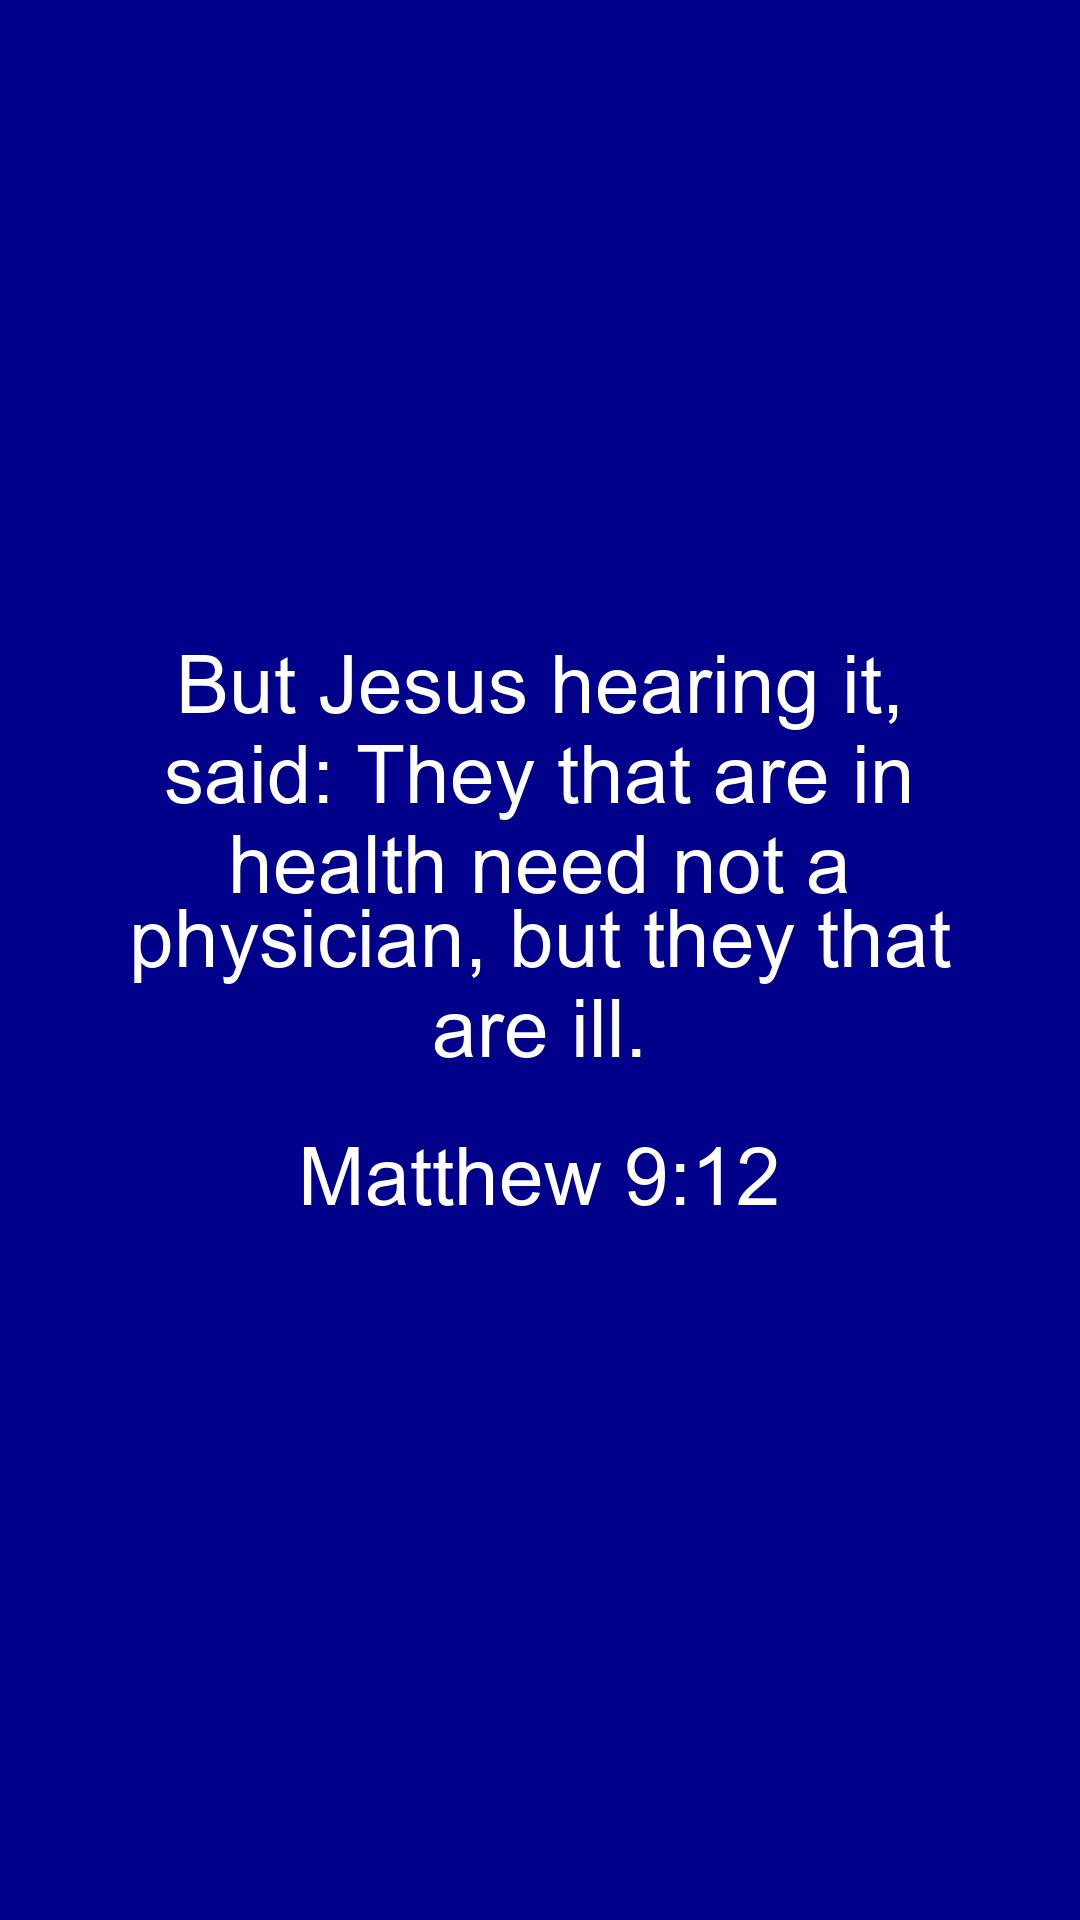 But Jesus hearing it,
said: They that are in
health need not a
physician, but they that
are ill.
Matthew 9:12